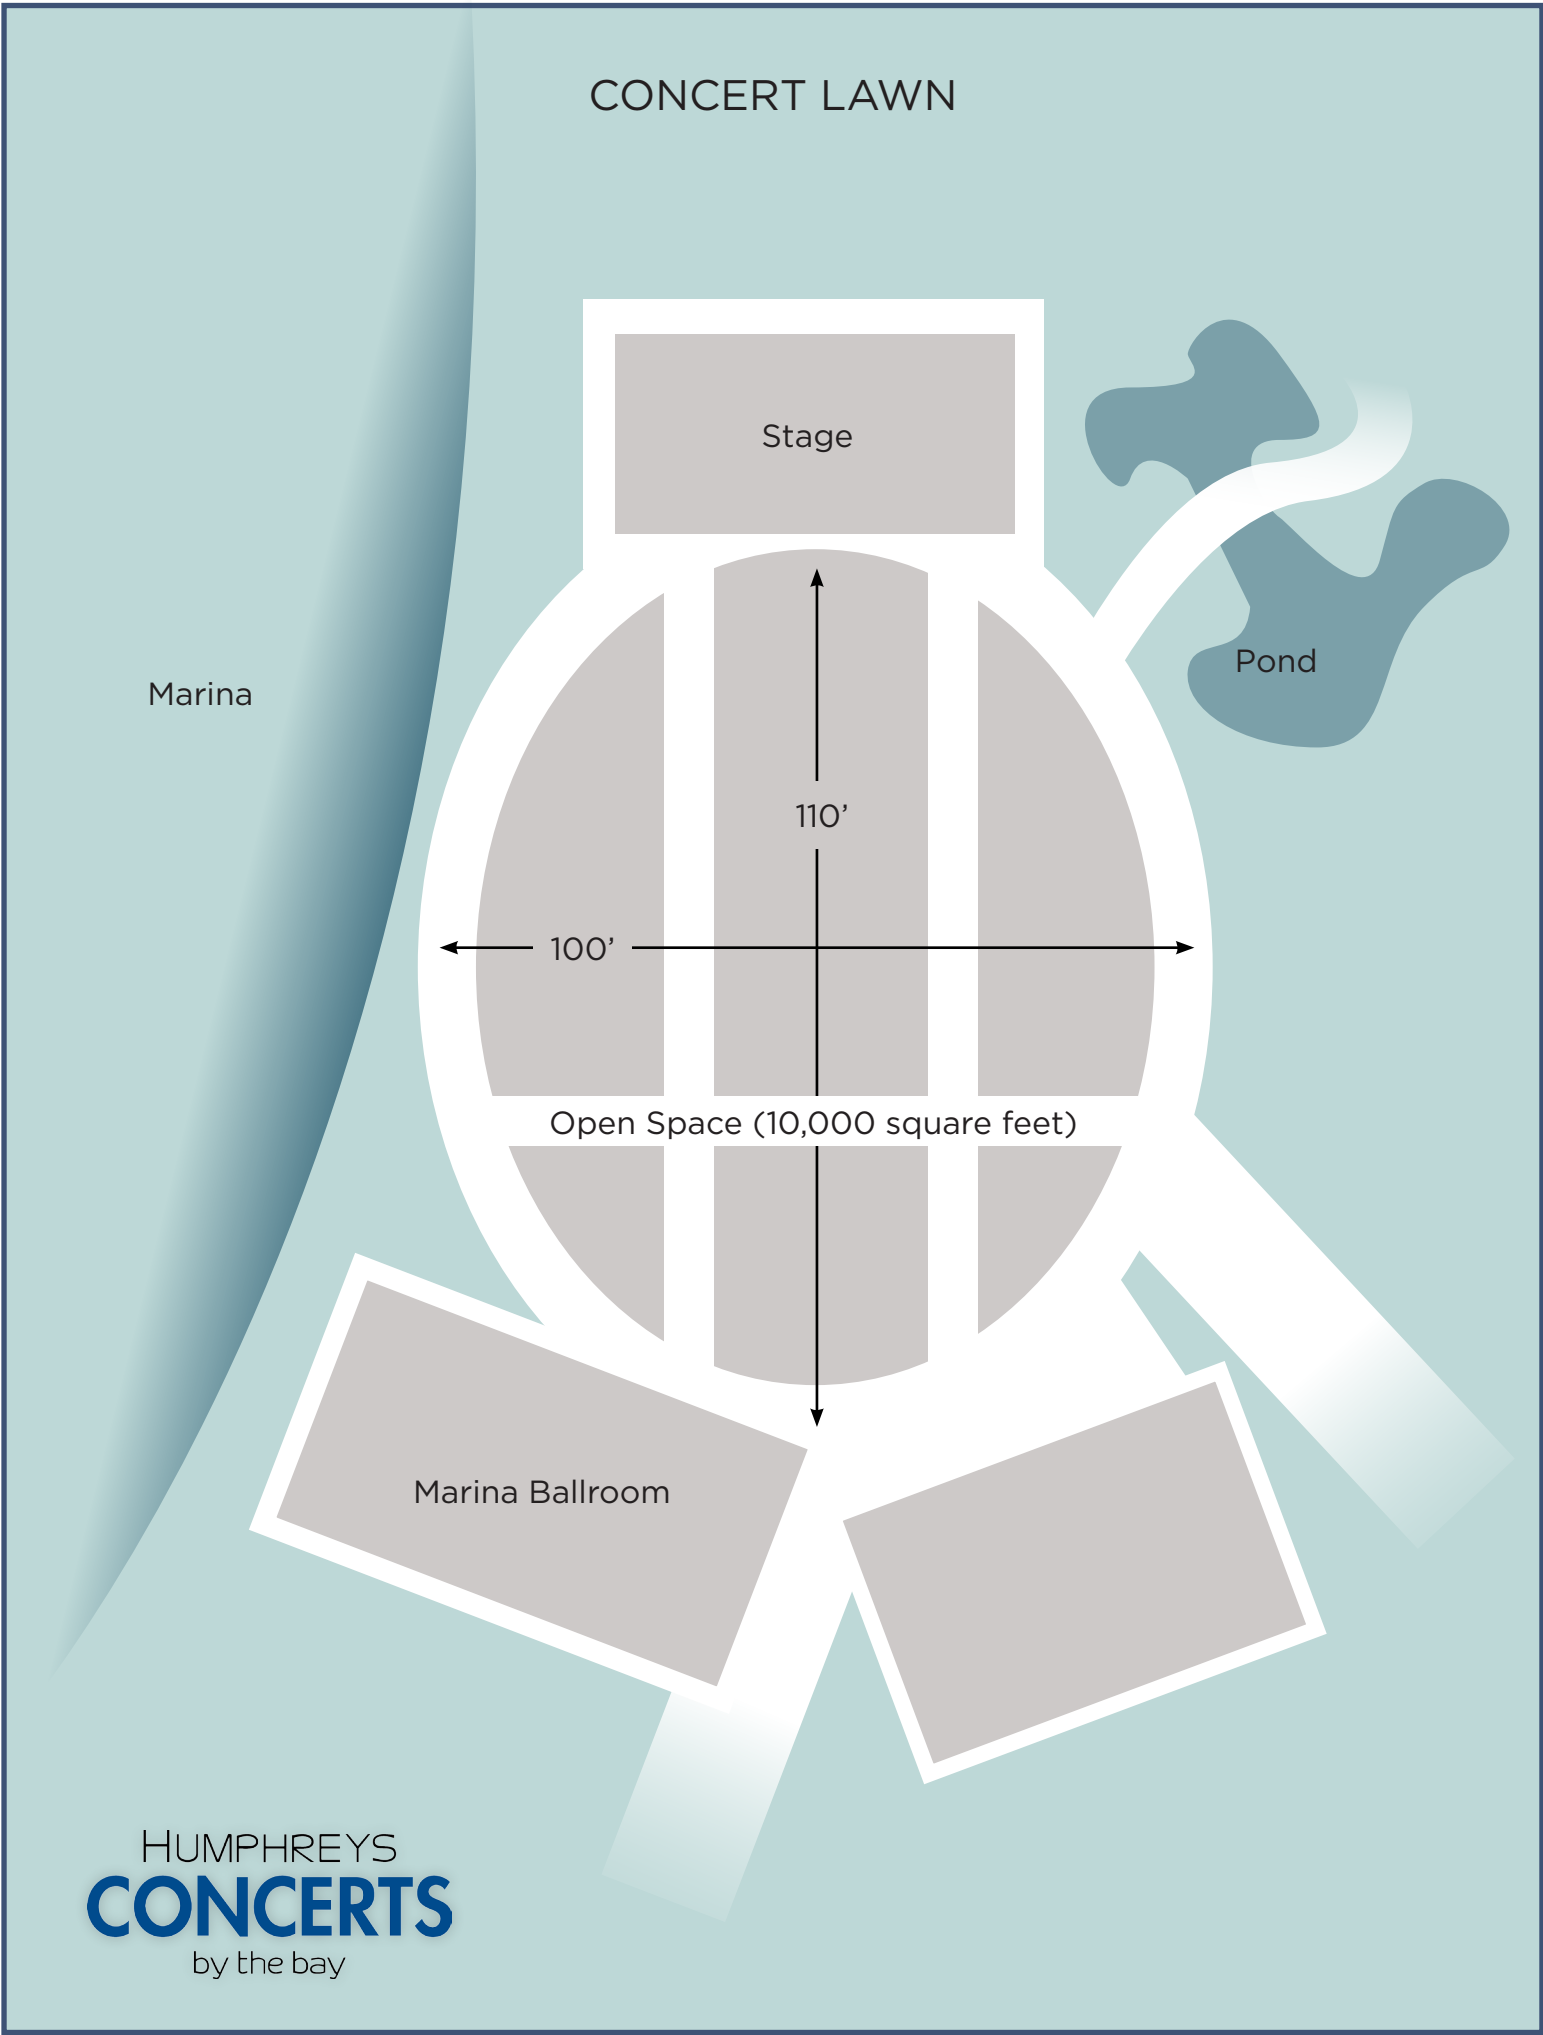 CONCERT LAWN
Stage
Marina
Pond
110’
100’
Open Space (10,000 square feet)
Marina Ballroom
HUMPHREYS
CONCERTS
by the bay